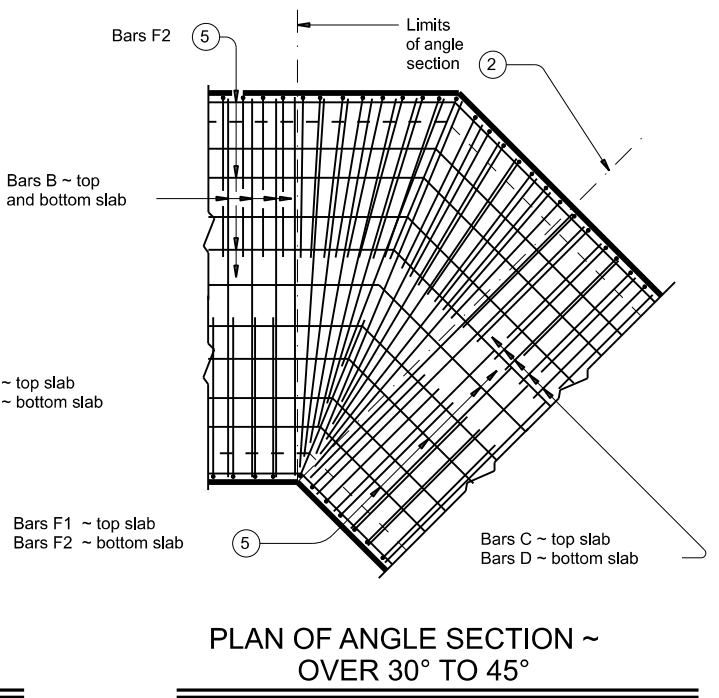 Bars F2
5
Limits
of angle
section
2
Bars B ~ top
and bottom slab
~ top slab
~ bottom slab
Bars F1 ~ top slab
Bars F2 ~ bottom slab
5
Bars C ~ top slab
Bars D ~ bottom slab
PLAN OF ANGLE SECTION ~
OVER 30° TO 45°